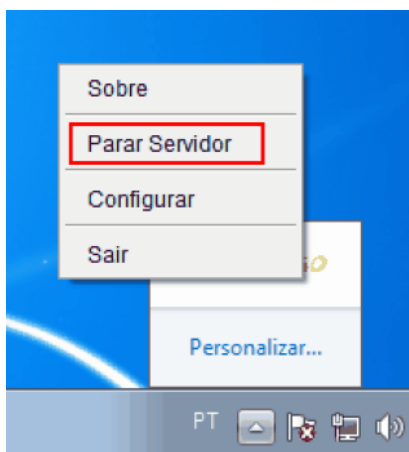 Sobre
Parar Servidor
Configurar
Sair
Personalizar...
PT